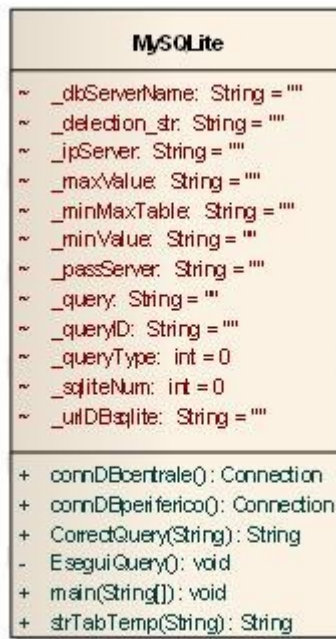 MySQLite
~ _dbServerName: String = ""
~ _delection_str: String = ""
~ _ipServer: String = ""
~ _maxValue: String = ""
~ _minMaxTable: String = ""
~ _minValue: String = ""
~ _passServer: String = ""
~ _query: String = ""
~ _queryID: String = ""
~ _queryType: int = 0
~ _sqliteNum: int = 0
~ _urlDBsqlite: String = ""
+ connDBcentrale() : Connection
+ connDBperiferico() : Connection
+ CorrectQuery(String) : String
- EseguiQuery() : void
+ main(String[]) : void
+ strTabTemp(String) : String